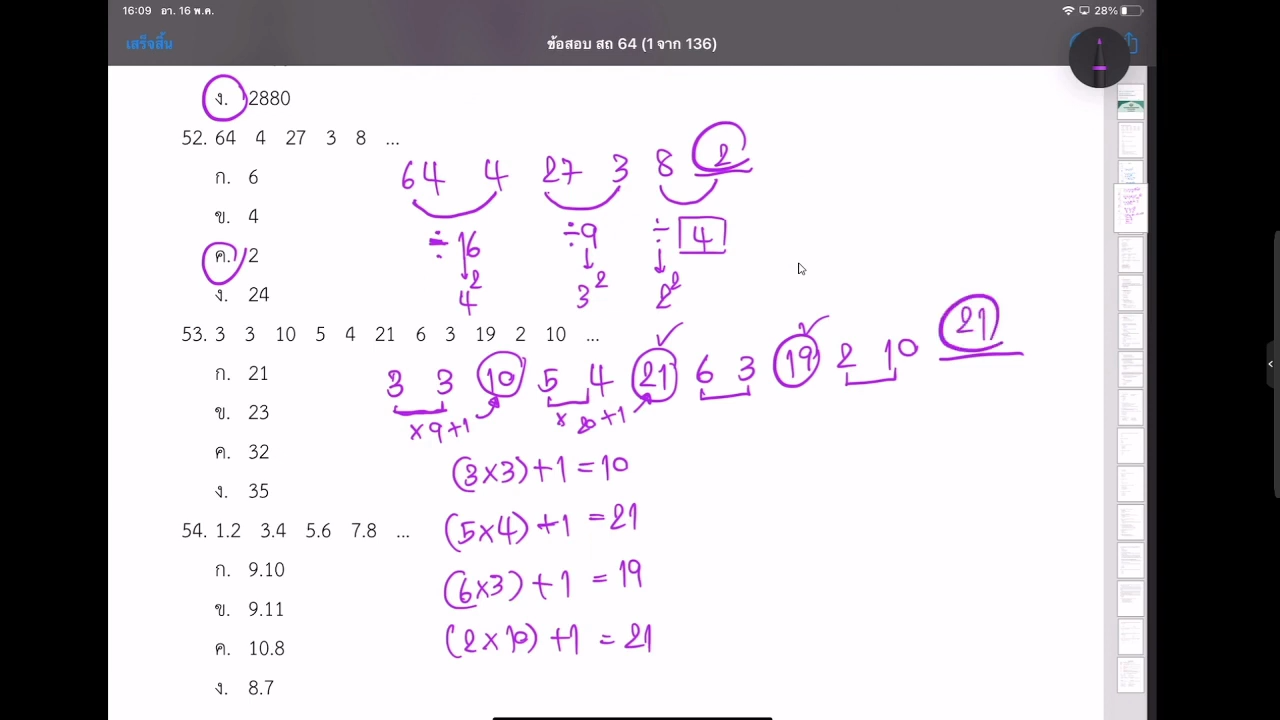 16:09 อา. 16 พ.ค.
28%
เสร็จสิ้น
ข้อสอบ สถ 64 (1 จาก 136)
ง. 2880
52. 64 4 27 3 8 ...
64 4 27 3 8 2
ก. 6
ข. 4
÷ 16 ÷9 ÷ 4
ค. 2
4² 3² 2²
ง.
53. 3 3 10 5 4 21 6 3 19 2 10 ...
21
3 3 10 5 4 21 6 3 19 2 10
ก. 21
ข. 23
×9+1 × 20+1
ค. 32
(3×3)+1=10
ง. 35
(5×4)+1=21
54. 1.2 3.4 5.6 7.8 ...
ก. 9.10
(6×3)+1=19
ข. 9.11
ค. 10.8
(2×10)+1=21
ง. 8.7